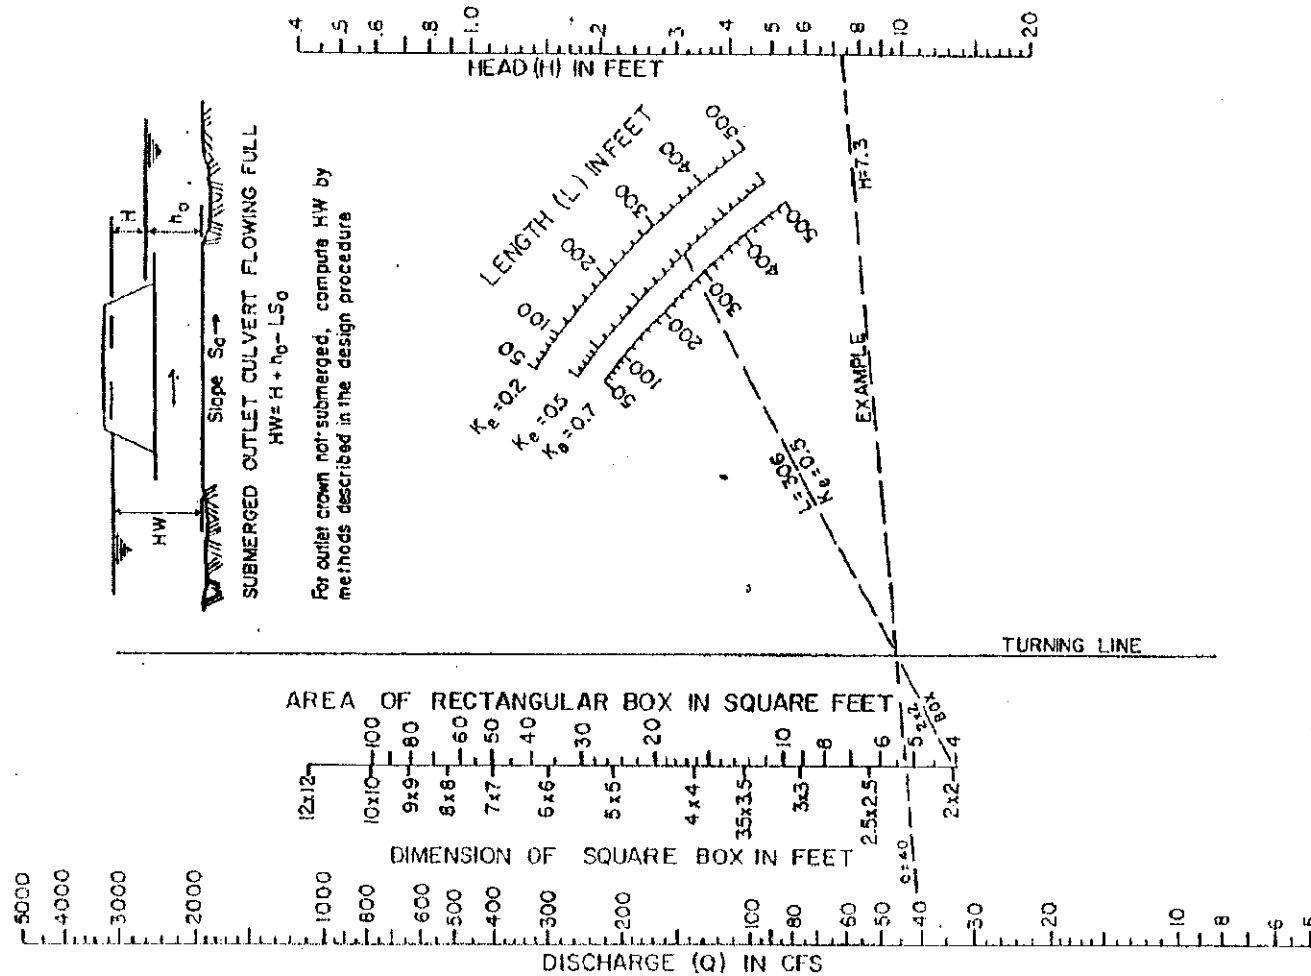 .4 .5 .6 .8 1.0 2 3 4 5 6 8 10 20
HEAD (H) IN FEET
H
ho
HW
Slope So→
SUBMERGED OUTLET CULVERT FLOWING FULL
HW= H + ho - LSo
For outlet crown not submerged, compute HW by
methods described in the design procedure
LENGTH (L) IN FEET
50 100 200 300 400 500
Ke=0.2
Ke=0.5
Ke=0.7
50 100 200 300 400 500
H=7.3
EXAMPLE
L=306
Ke=0.5
TURNING LINE
AREA OF RECTANGULAR BOX IN SQUARE FEET
100 80 60 50 40 30 20 10 8 6 5 4
2x2
BOX
12x12 10x10 9x9 8x8 7x7 6x6 5x5 4x4 3.5x3.5 3x3 2.5x2.5 2x2
DIMENSION OF SQUARE BOX IN FEET
Q=40
5000 4000 3000 2000 1000 800 600 500 400 300 200 100 80 60 50 40 30 20 10 8 6 5
DISCHARGE (Q) IN CFS